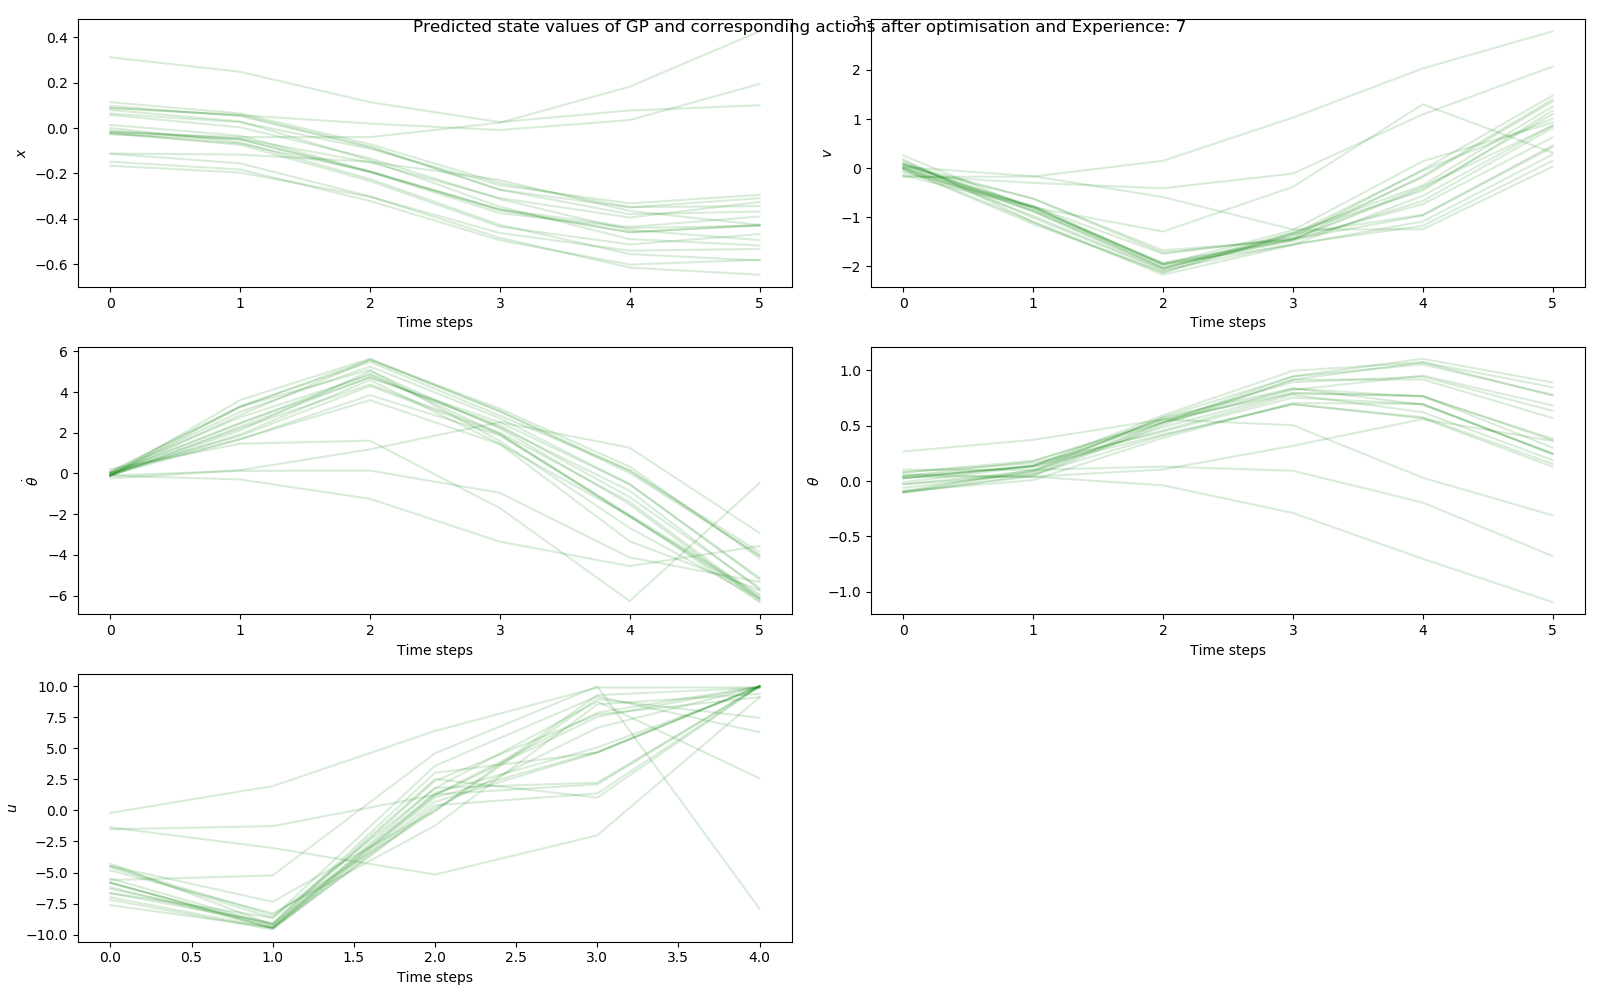 Predicted state values of GP and corresponding actions after optimisation and Experience: 7
0.4
0.2
0.0
−0.2
−0.4
−0.6
x
0 1 2 3 4 5
Time steps
3
2
1
0
−1
−2
v
0 1 2 3 4 5
Time steps
6
4
2
0
−2
−4
−6
θ̇
0 1 2 3 4 5
Time steps
1.0
0.5
0.0
−0.5
−1.0
θ
0 1 2 3 4 5
Time steps
10.0
7.5
5.0
2.5
0.0
−2.5
−5.0
−7.5
−10.0
u
0.0 0.5 1.0 1.5 2.0 2.5 3.0 3.5 4.0
Time steps